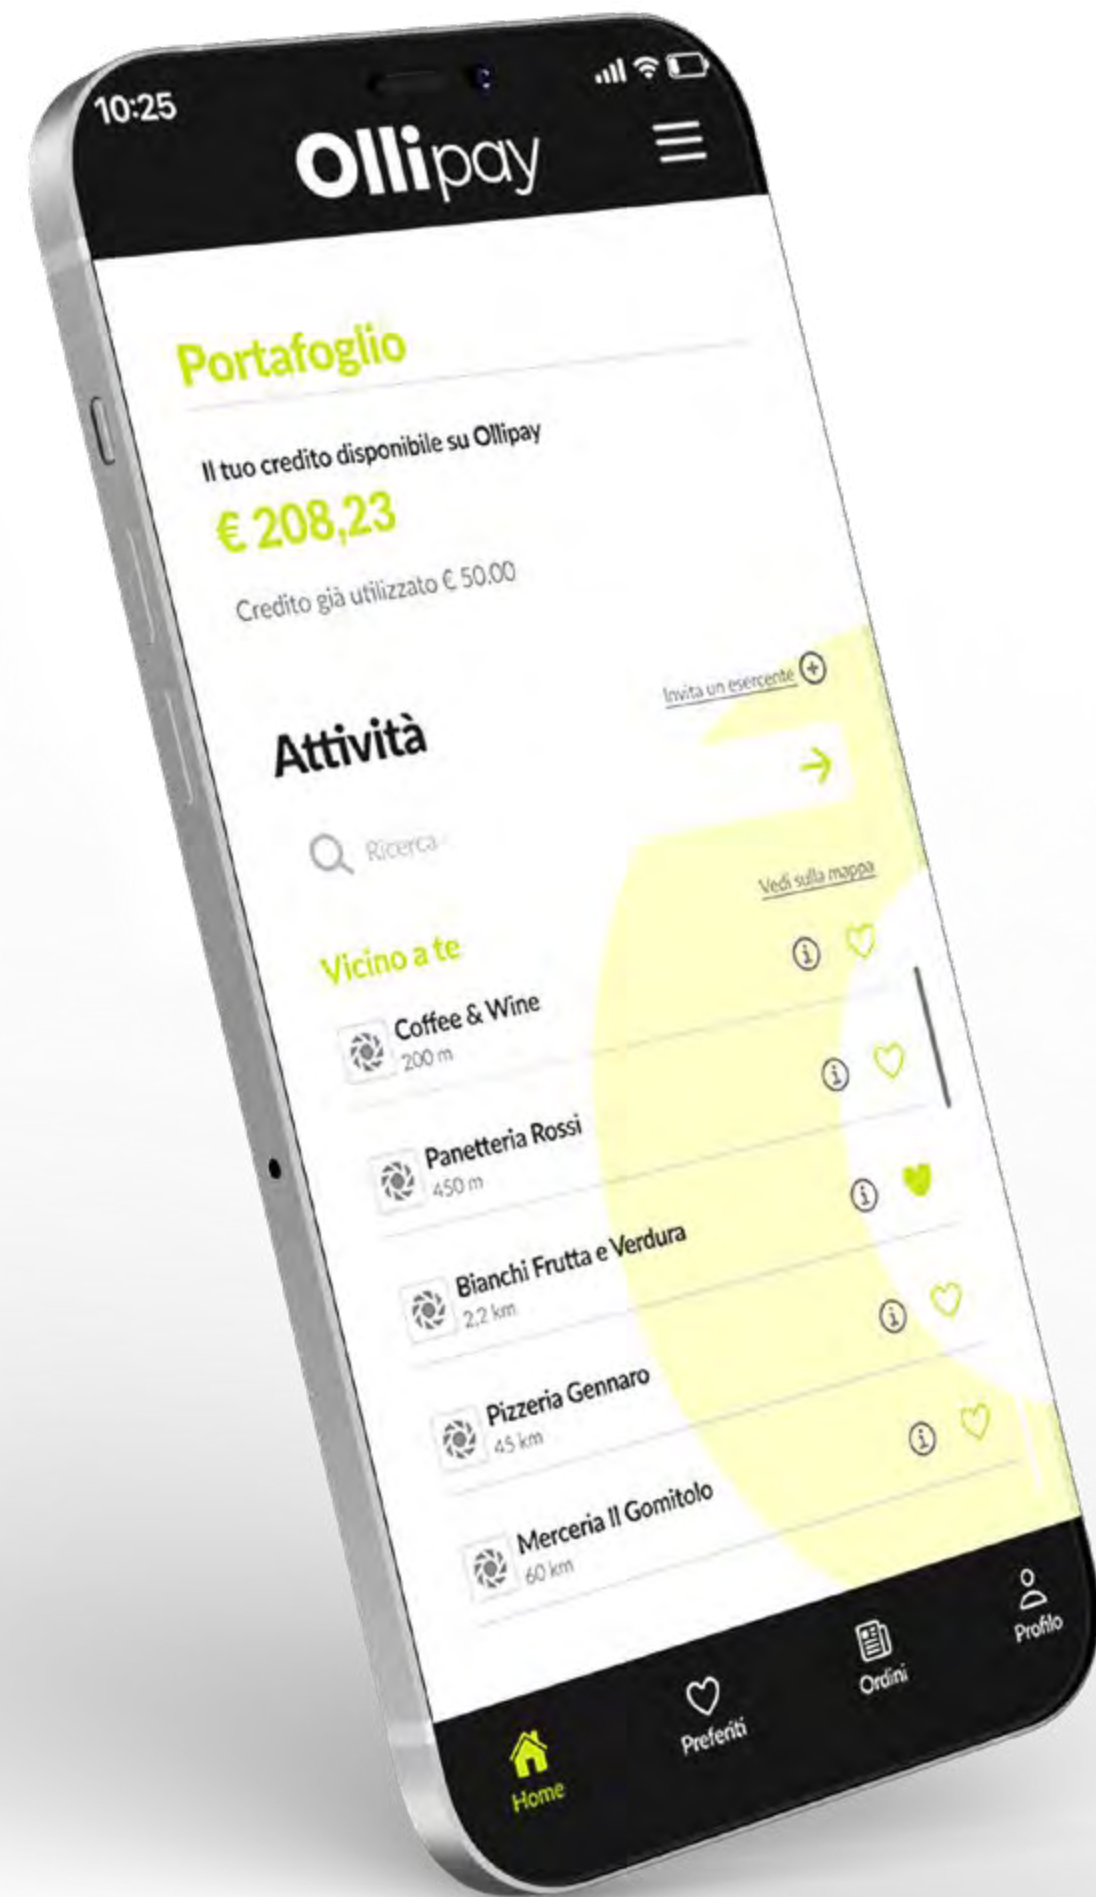 10:25
Ollipay
Portafoglio
Il tuo credito disponibile su Ollipay
€ 208,23
Credito già utilizzato € 50.00
Invita un esercente
Attività
Ricerca
Vedi sulla mappa
Vicino a te
Coffee & Wine
200 m
Panetteria Rossi
450 m
Bianchi Frutta e Verdura
2,2 km
Pizzeria Gennaro
45 km
Merceria Il Gomitolo
60 km
Home
Preferiti
Ordini
Profilo